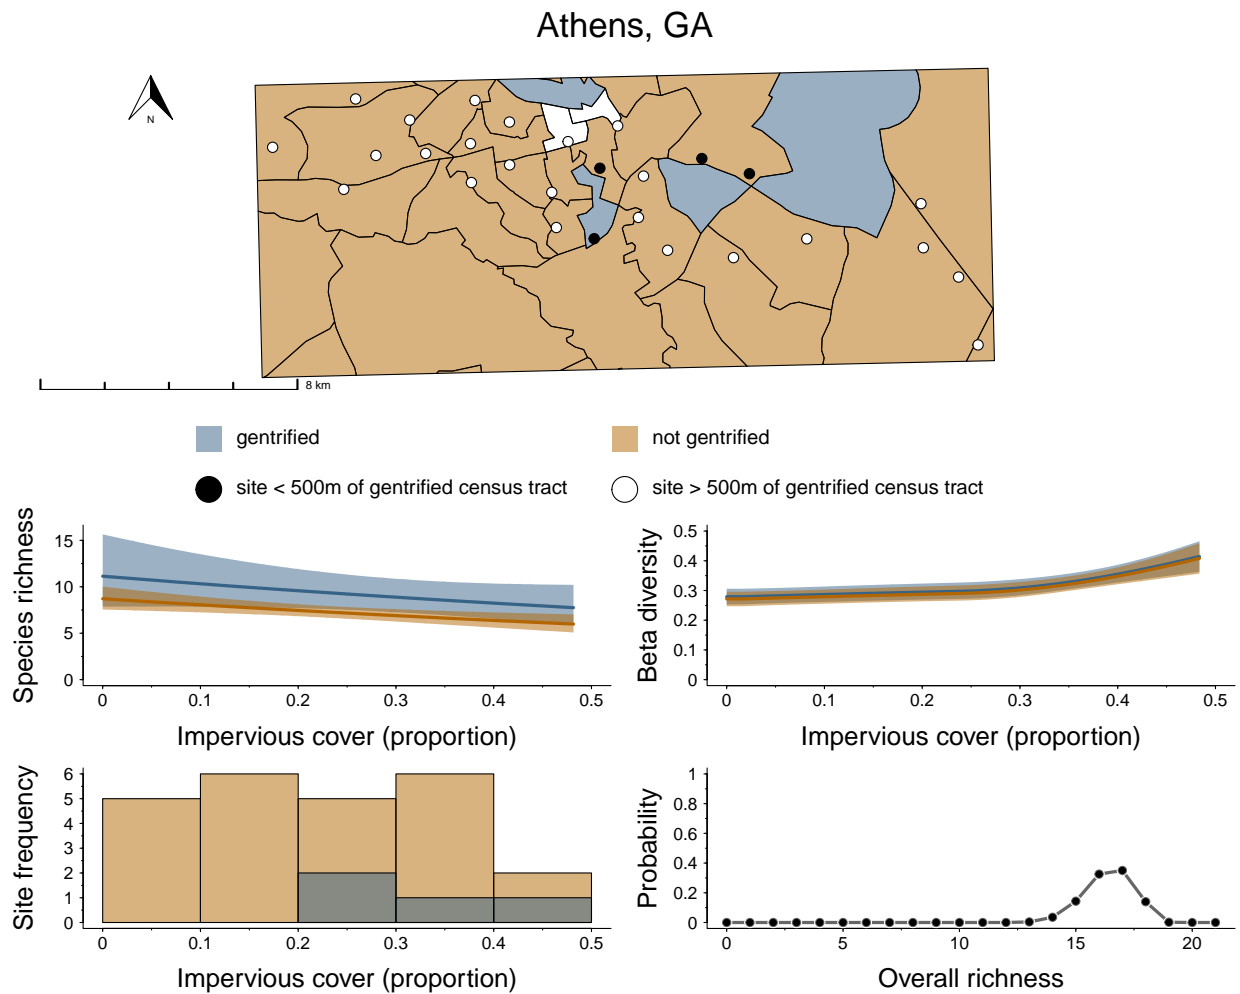 Athens, GA
N
8 km
gentrified
not gentrified
site < 500m of gentrified census tract
site > 500m of gentrified census tract
Species richness
15
10
5
0
0 0.1 0.2 0.3 0.4 0.5
Impervious cover (proportion)
Beta diversity
0.5
0.4
0.3
0.2
0.1
0
0 0.1 0.2 0.3 0.4 0.5
Impervious cover (proportion)
Site frequency
6
5
4
3
2
1
0
0 0.1 0.2 0.3 0.4 0.5
Impervious cover (proportion)
Probability
1
0.8
0.6
0.4
0.2
0
0 5 10 15 20
Overall richness